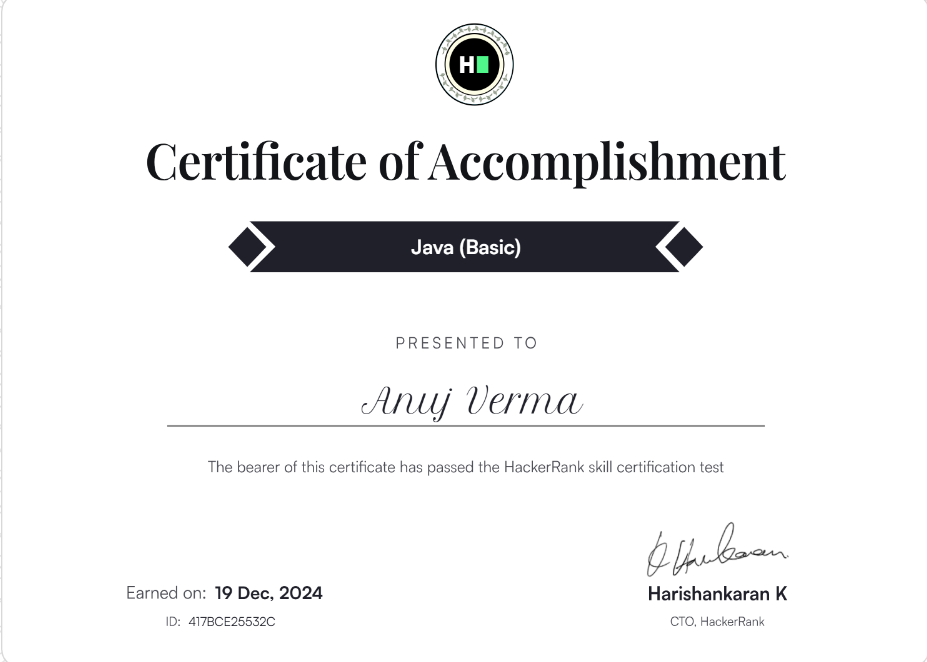 H
Certificate of Accomplishment
Java (Basic)
PRESENTED TO
Anuj Verma
The bearer of this certificate has passed the HackerRank skill certification test
Earned on: 19 Dec, 2024
ID: 417BCE25532C
Harishankaran K
CTO, HackerRank